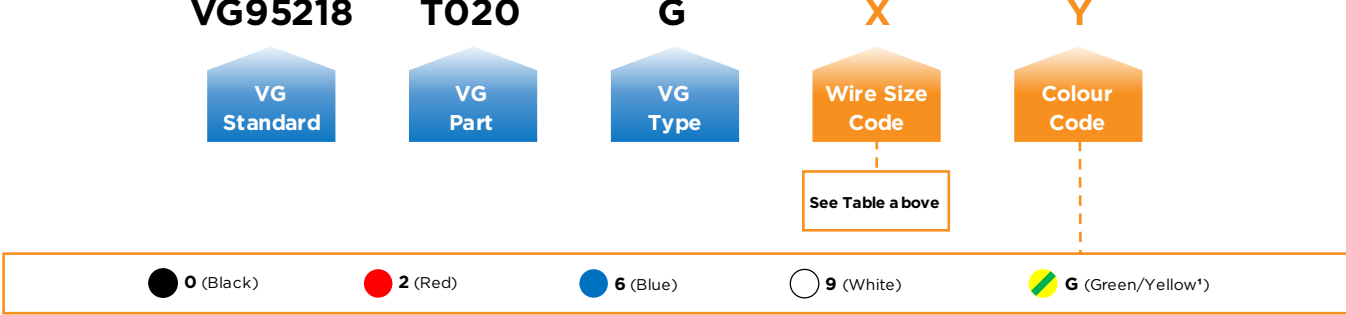 VG95218 T020 G X Y
VG VG VG Wire Size Colour
Standard Part Type Code Code
See Table above
0 (Black) 2 (Red) 6 (Blue) 9 (White) G (Green/Yellow¹)